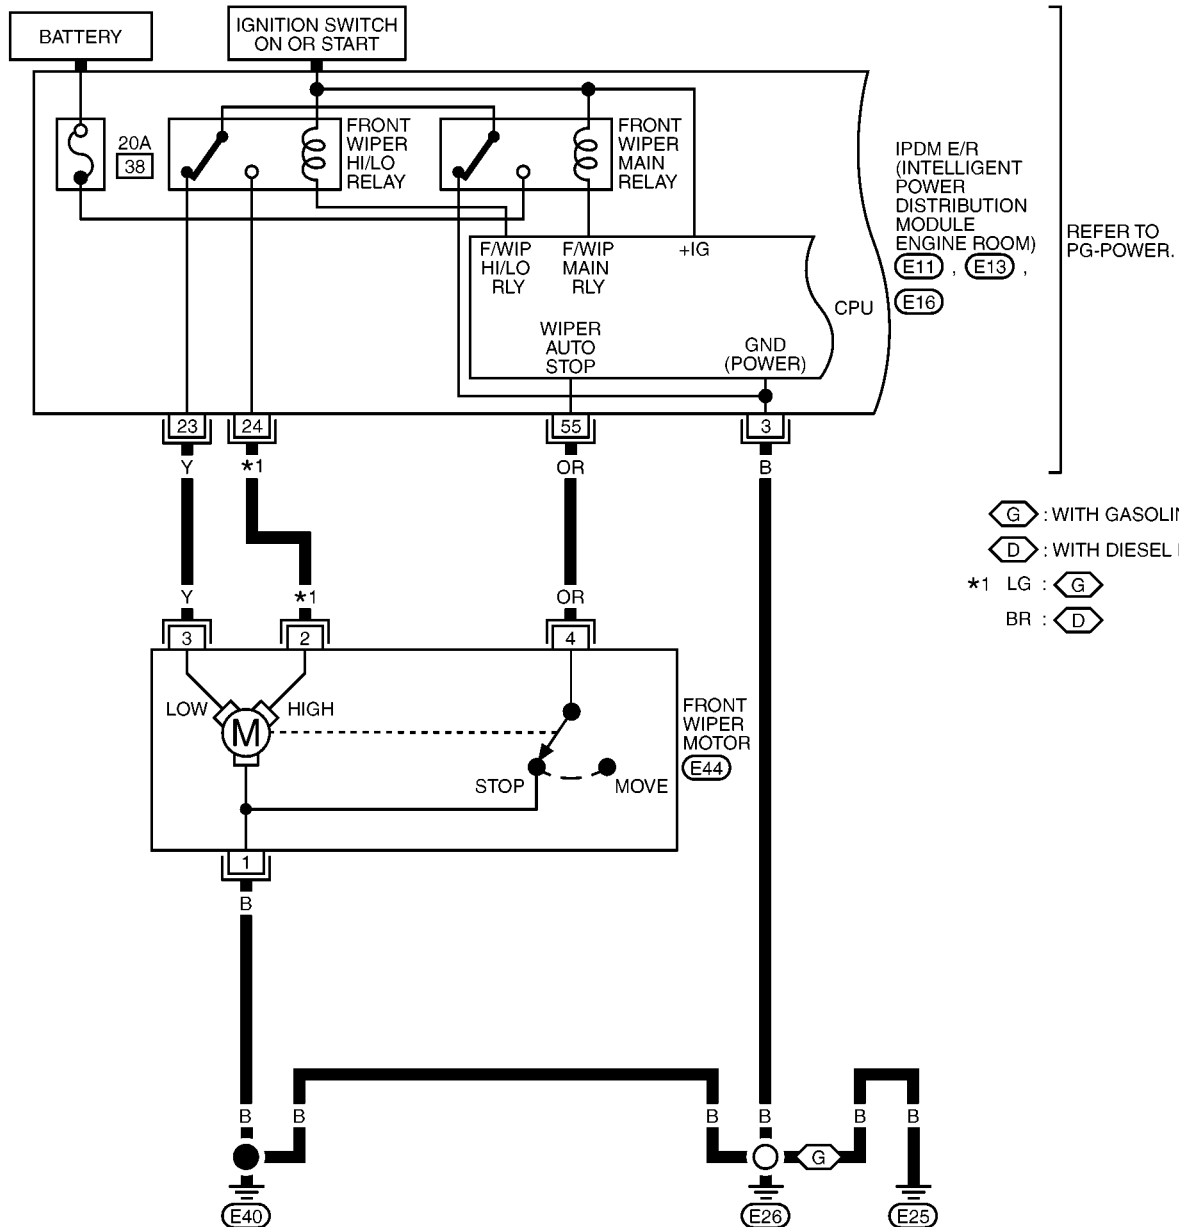 BATTERY
IGNITION SWITCH
ON OR START
20A
38
FRONT
WIPER
HI/LO
RELAY
FRONT
WIPER
MAIN
RELAY
IPDM E/R
(INTELLIGENT
POWER
DISTRIBUTION
MODULE
ENGINE ROOM)
E11 , E13 ,
E16
REFER TO
PG-POWER.
F/WIP
HI/LO
RLY
F/WIP
MAIN
RLY
+IG
CPU
WIPER
AUTO
STOP
GND
(POWER)
23
24
55
3
Y
*1
OR
B
G : WITH GASOLIN
D : WITH DIESEL
*1 LG : G
BR : D
Y
*1
OR
3
2
4
LOW
HIGH
M
STOP
MOVE
FRONT
WIPER
MOTOR
E44
1
B
B
B
B
B
B
B
G
E40
E26
E25